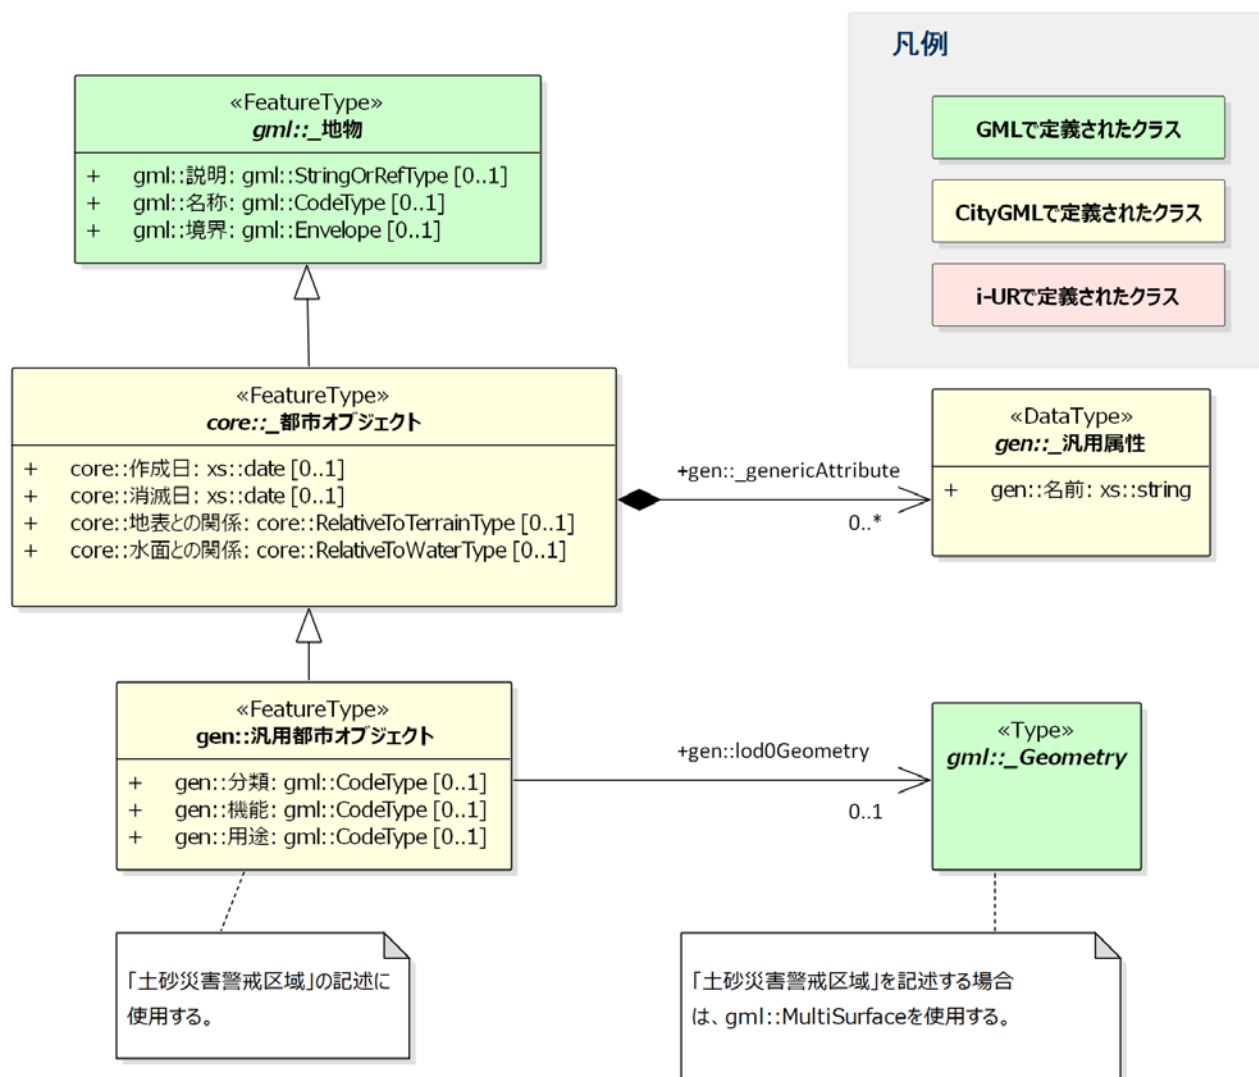 凡例
GMLで定義されたクラス
CityGMLで定義されたクラス
i-URで定義されたクラス
«FeatureType»
gml::_地物
+ gml::説明: gml::StringOrRefType [0..1]
+ gml::名称: gml::CodeType [0..1]
+ gml::境界: gml::Envelope [0..1]
«FeatureType»
core::_都市オブジェクト
+ core::作成日: xs::date [0..1]
+ core::消滅日: xs::date [0..1]
+ core::地表との関係: core::RelativeToTerrainType [0..1]
+ core::水面との関係: core::RelativeToWaterType [0..1]
+gen::_genericAttribute
0..*
«DataType»
gen::_汎用属性
+ gen::名前: xs::string
«FeatureType»
gen::汎用都市オブジェクト
+ gen::分類: gml::CodeType [0..1]
+ gen::機能: gml::CodeType [0..1]
+ gen::用途: gml::CodeType [0..1]
+gen::lod0Geometry
0..1
«Type»
gml::_Geometry
「土砂災害警戒区域」の記述に
使用する。
「土砂災害警戒区域」を記述する場合
は、gml::MultiSurfaceを使用する。